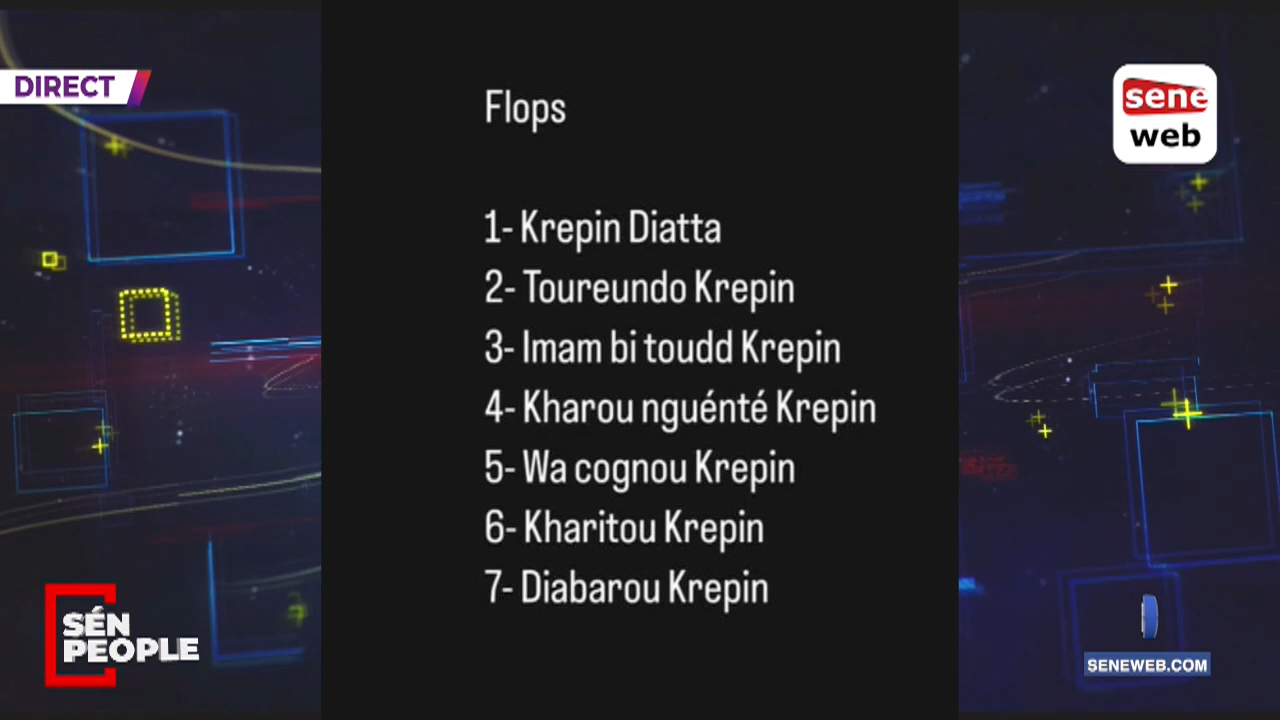 DIRECT
sene
web
Flops
1- Krepin Diatta
2- Toureundo Krepin
3- Imam bi toudd Krepin
4- Kharou nguénté Krepin
5- Wa cognou Krepin
6- Kharitou Krepin
7- Diabarou Krepin
SÉN
PEOPLE
SENEWEB.COM